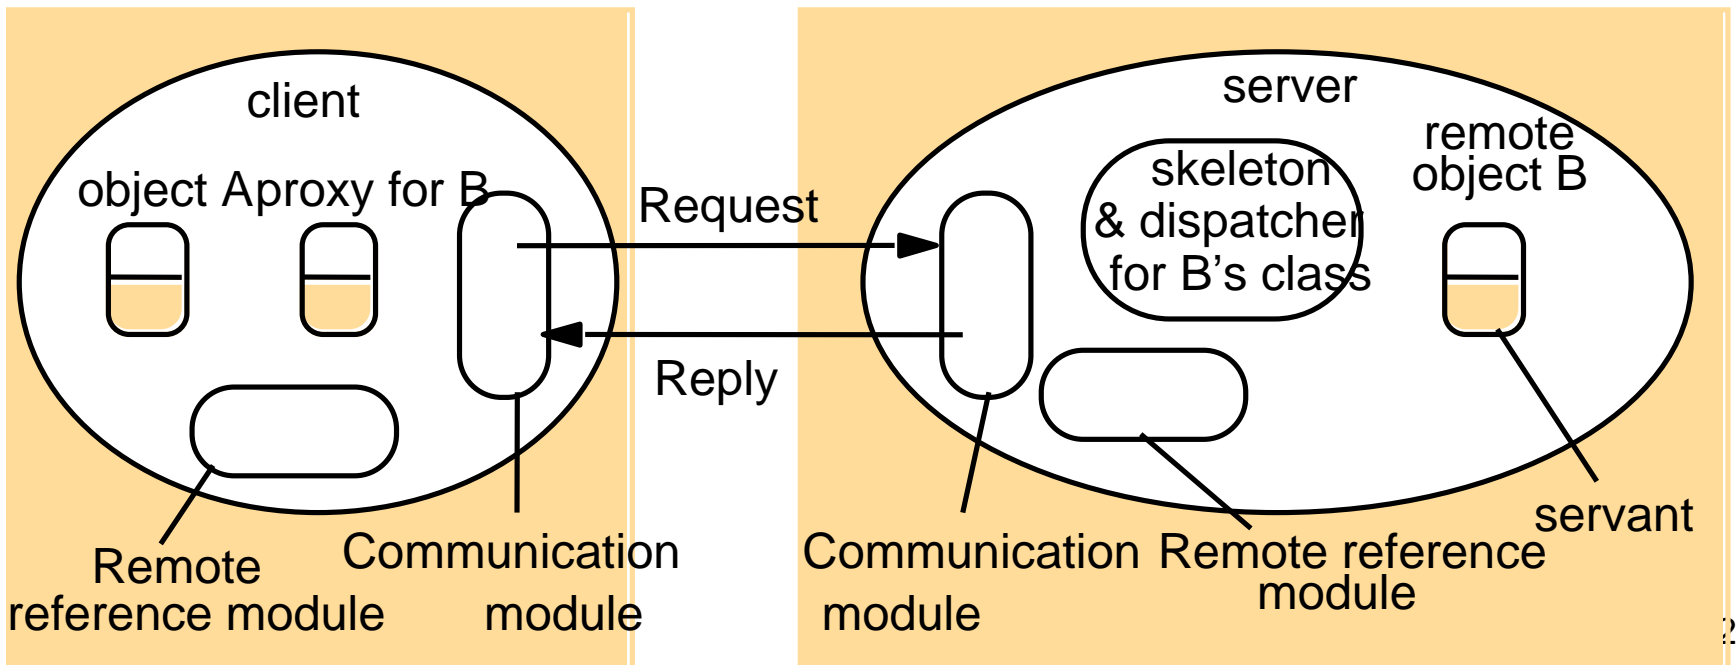 client
object Aproxy for B
Remote
reference module
Communication
module
Request
Reply
server
skeleton
& dispatcher
for B’s class
remote
object B
servant
Communication
module
Remote reference
module
2